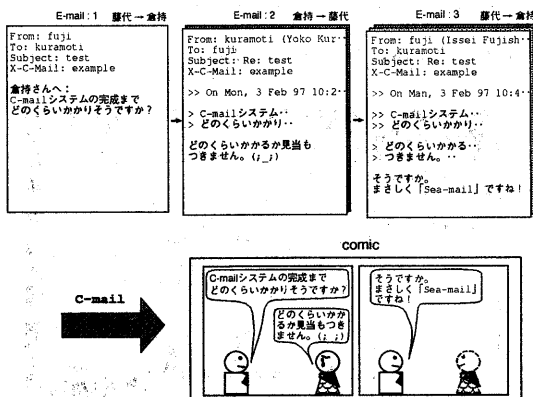 E-mail : 1 藤代 → 倉持
From: fuji
To: kuramoti
Subject: test
X-C-Mail: example
倉持さんへ：
C-mailシステムの完成まで
どのくらいかかりそうですか？
E-mail : 2 倉持 → 藤代
From: kuramoti (Yoko Kur‥
To: fuji
Subject: Re: test
X-C-Mail: example
>> On Mon, 3 Feb 97 10:2‥
> C-mailシステム‥
> どのくらいかかり‥
どのくらいかかるか見当も
つきません。(;_;)
E-mail : 3 藤代 → 倉持
From: fuji (Issei Fujish‥
To: kuramoti
Subject: Re: test
X-C-Mail: example
>> On Man, 3 Feb 97 10:4‥
>> C-mailシステム‥
>> どのくらいかかり‥
> どのくらいかかる‥
> つきません。‥
そうですか。
まさしく「Sea-mail」ですね！
C-mail
comic
C-mailシステムの完成まで
どのくらいかかりそうですか？
どのくらいかか
るか見当もつき
ません。(;_;)
そうですか。
まさしく「Sea-mail」
ですね！